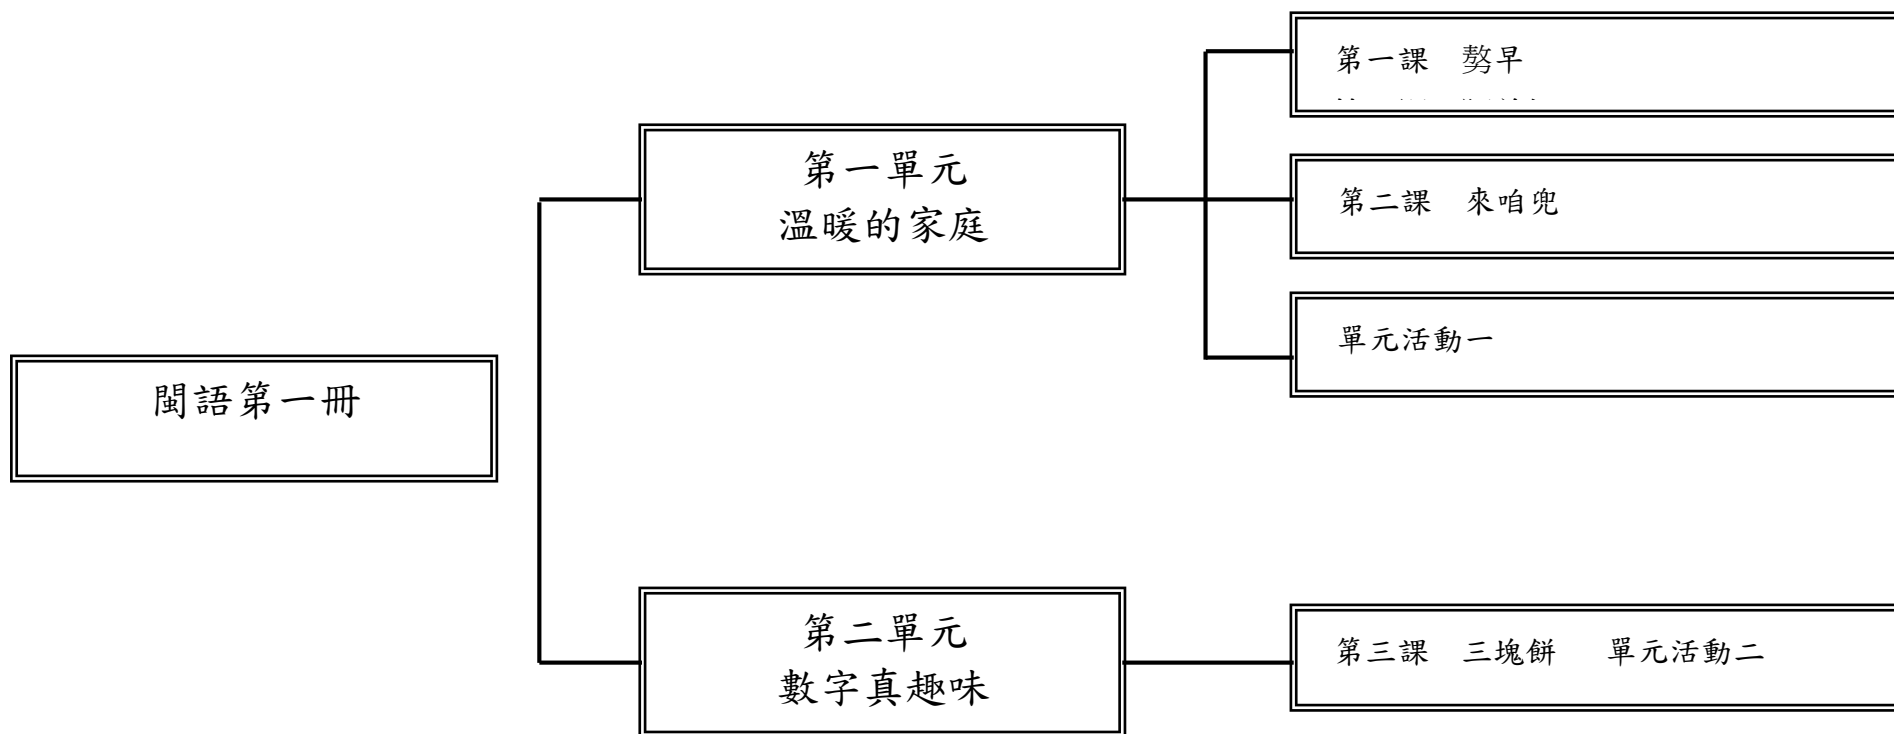 閩語第一冊
第一單元
溫暖的家庭
第一課 勢早
第二課 來咱兜
單元活動一
第二單元
數字真趣味
第三課 三塊餅 單元活動二